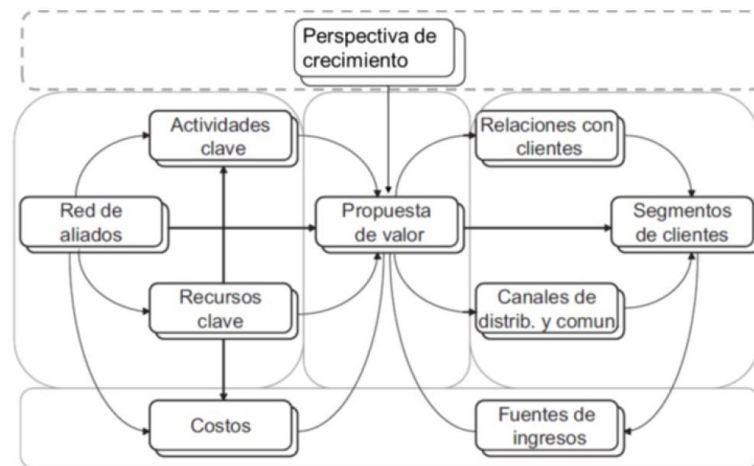 Perspectiva de
crecimiento
Actividades
clave
Relaciones con
clientes
Red de
aliados
Propuesta
de valor
Segmentos
de clientes
Recursos
clave
Canales de
distrib. y comun
Costos
Fuentes de
ingresos